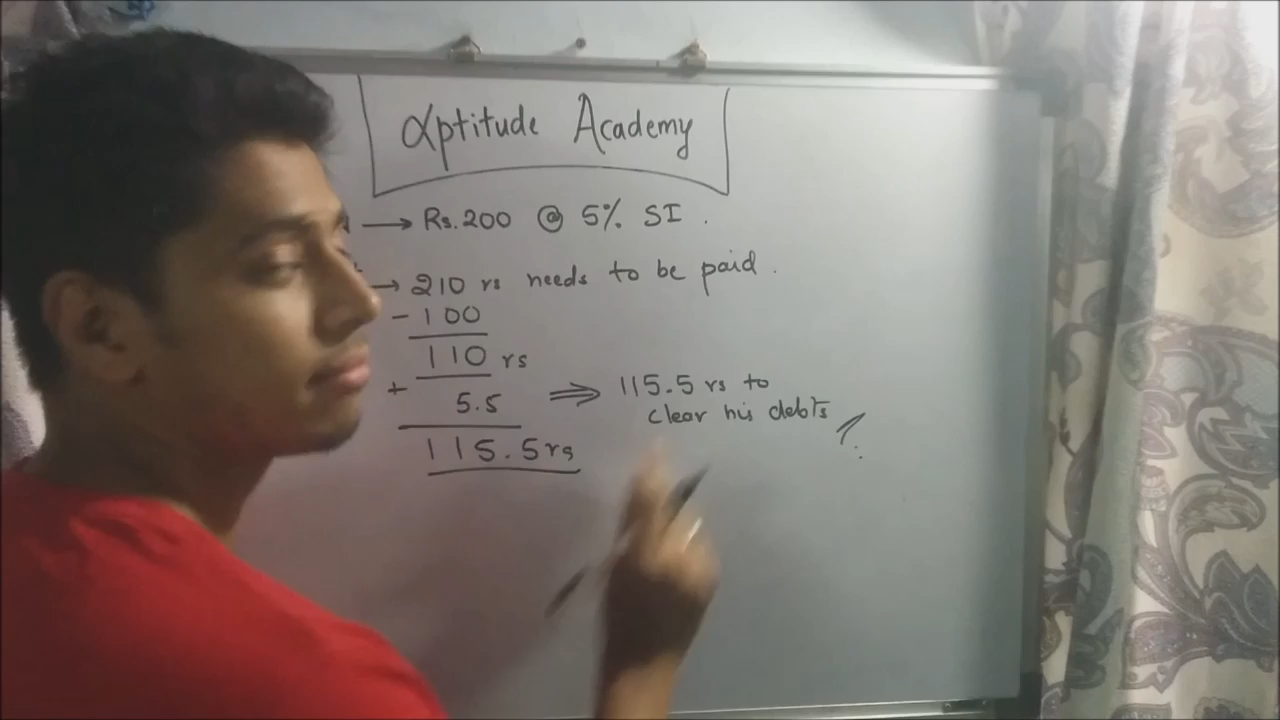 αptitude Academy
→ Rs.200 @ 5% SI .
→ 210 rs needs to be paid .
- 100
110 rs
+ 5.5 ⇒ 115.5 rs to
clear his debts ?
115.5 rs